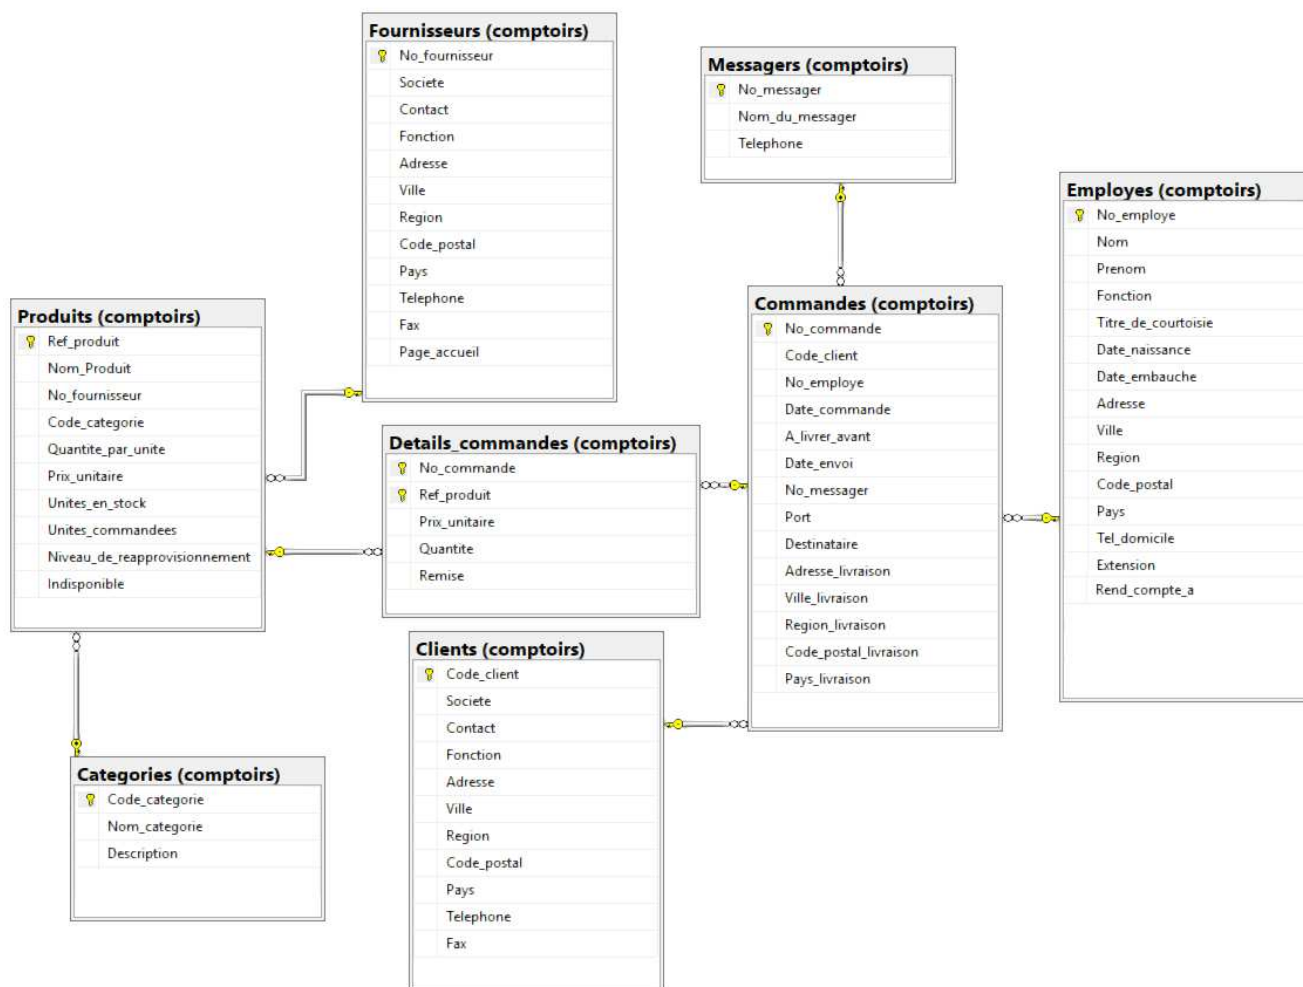 Fournisseurs (comptoirs)
No_fournisseur
Societe
Contact
Fonction
Adresse
Ville
Region
Code_postal
Pays
Telephone
Fax
Page_accueil
Messagers (comptoirs)
No_messager
Nom_du_messager
Telephone
Employes (comptoirs)
No_employe
Nom
Prenom
Fonction
Titre_de_courtoisie
Date_naissance
Date_embauche
Adresse
Ville
Region
Code_postal
Pays
Tel_domicile
Extension
Rend_compte_a
Produits (comptoirs)
Ref_produit
Nom_Produit
No_fournisseur
Code_categorie
Quantite_par_unite
Prix_unitaire
Unites_en_stock
Unites_commandees
Niveau_de_reapprovisionnement
Indisponible
Commandes (comptoirs)
No_commande
Code_client
No_employe
Date_commande
A_livrer_avant
Date_envoi
No_messager
Port
Destinataire
Adresse_livraison
Ville_livraison
Region_livraison
Code_postal_livraison
Pays_livraison
Details_commandes (comptoirs)
No_commande
Ref_produit
Prix_unitaire
Quantite
Remise
Clients (comptoirs)
Code_client
Societe
Contact
Fonction
Adresse
Ville
Region
Code_postal
Pays
Telephone
Fax
Categories (comptoirs)
Code_categorie
Nom_categorie
Description